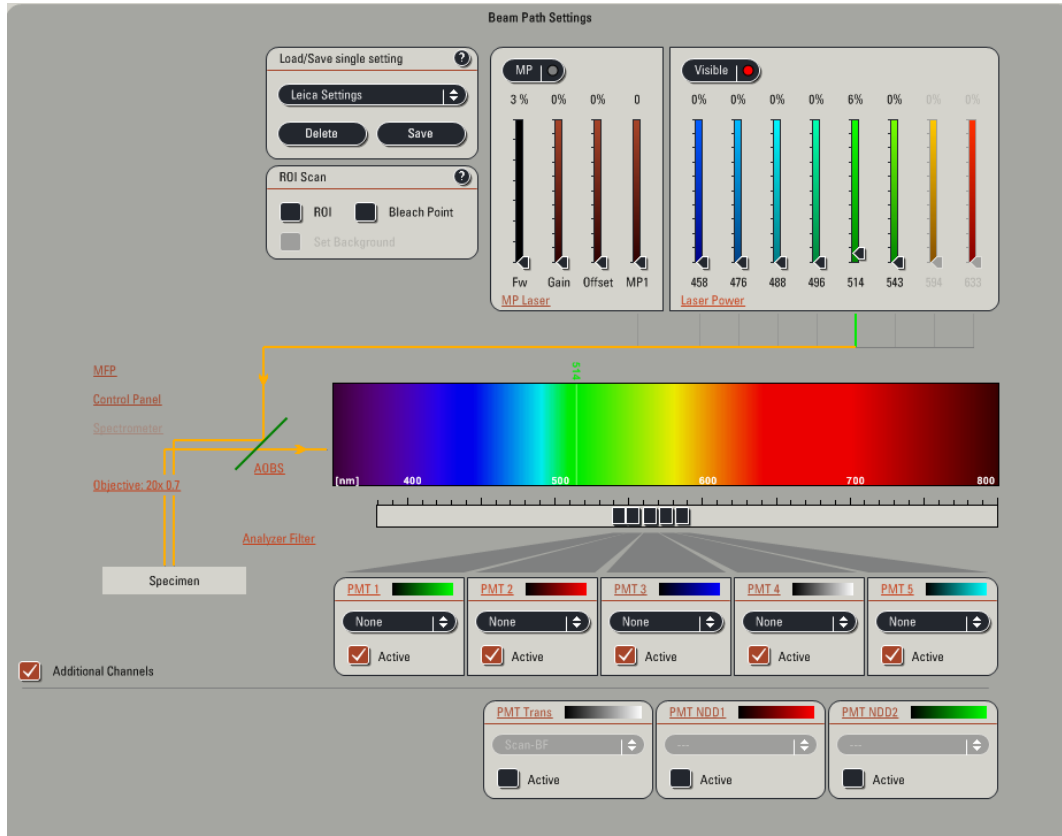 Beam Path Settings
Load/Save single setting ?
Leica Settings
Delete Save
ROI Scan ?
ROI Bleach Point
Set Background
MP
3 % 0% 0% 0
Fw Gain Offset MP1
MP Laser
Visible
0% 0% 0% 0% 6% 0% 0% 0%
458 476 488 496 514 543 594 633
Laser Power
MFP
Control Panel
Spectrometer
Objective: 20x 0.7
AOBS
Analyzer Filter
Specimen
514
[nm] 400 500 600 700 800
PMT 1 PMT 2 PMT 3 PMT 4 PMT 5
None None None None None
Active Active Active Active Active
Additional Channels
PMT Trans PMT NDD1 PMT NDD2
Scan-BF --- ---
Active Active Active